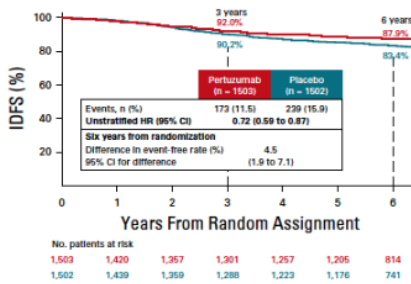 3 years
92.0%
90.2%
6 years
87.9%
83.4%
100
80
60
40
20
IDFS (%)
Pertuzumab
(n = 1503)
Placebo
(n = 1502)
Events, n (%) 173 (11.5) 239 (15.9)
Unstratified HR (95% CI) 0.72 (0.59 to 0.87)
Six years from randomization
Difference in event-free rate (%) 4.5
95% CI for difference (1.9 to 7.1)
0 1 2 3 4 5 6
Years From Random Assignment
No. patients at risk
1,503 1,420 1,357 1,301 1,257 1,205 814
1,502 1,439 1,359 1,288 1,223 1,176 741